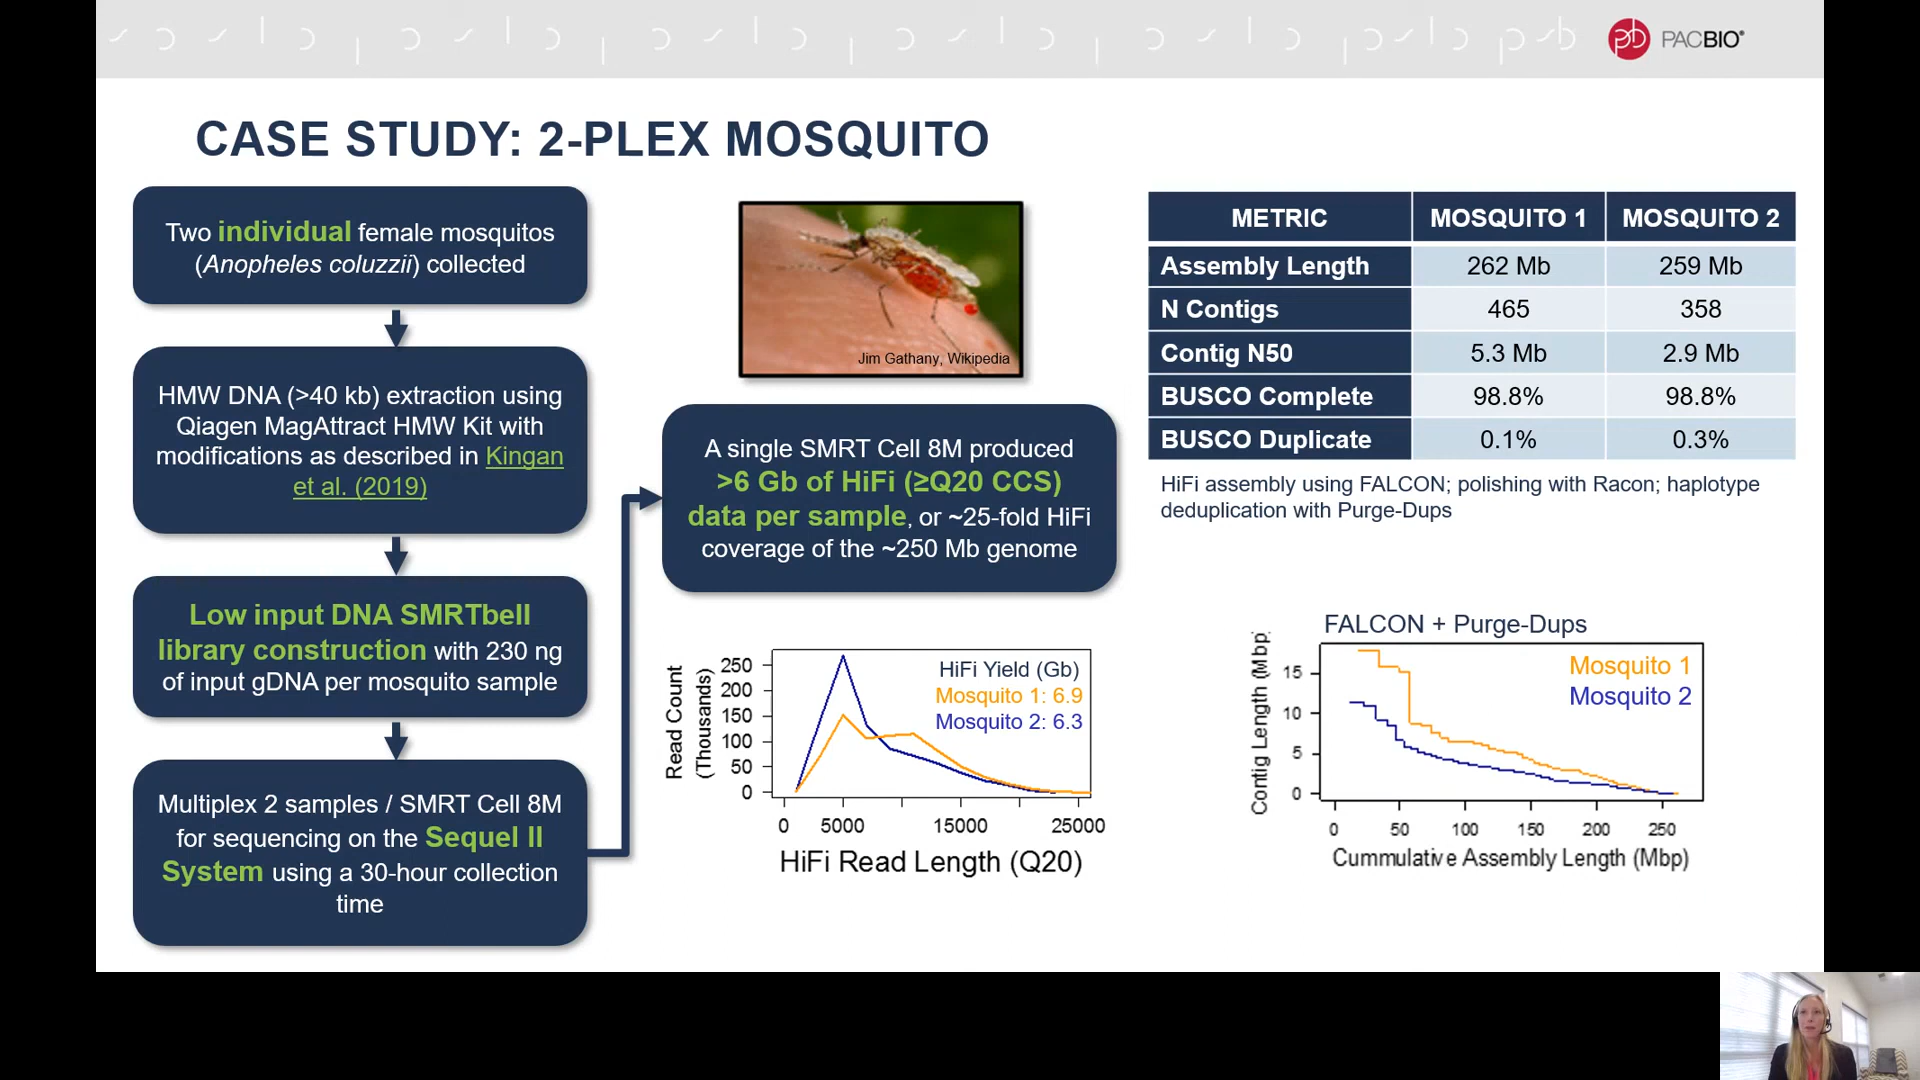 PACBIO®
CASE STUDY: 2-PLEX MOSQUITO
Two individual female mosquitos
(Anopheles coluzzii) collected
HMW DNA (>40 kb) extraction using
Qiagen MagAttract HMW Kit with
modifications as described in Kingan
et al. (2019)
Low input DNA SMRTbell
library construction with 230 ng
of input gDNA per mosquito sample
Multiplex 2 samples / SMRT Cell 8M
for sequencing on the Sequel II
System using a 30-hour collection
time
Jim Gathany, Wikipedia
A single SMRT Cell 8M produced
>6 Gb of HiFi (≥Q20 CCS)
data per sample, or ~25-fold HiFi
coverage of the ~250 Mb genome
Read Count
(Thousands)
250
200
150
100
50
0
HiFi Yield (Gb)
Mosquito 1: 6.9
Mosquito 2: 6.3
0 5000 15000 25000
HiFi Read Length (Q20)
METRIC MOSQUITO 1 MOSQUITO 2
Assembly Length 262 Mb 259 Mb
N Contigs 465 358
Contig N50 5.3 Mb 2.9 Mb
BUSCO Complete 98.8% 98.8%
BUSCO Duplicate 0.1% 0.3%
HiFi assembly using FALCON; polishing with Racon; haplotype
deduplication with Purge-Dups
FALCON + Purge-Dups
Contig Length (Mbp)
15
10
5
0
Mosquito 1
Mosquito 2
0 50 100 150 200 250
Cummulative Assembly Length (Mbp)